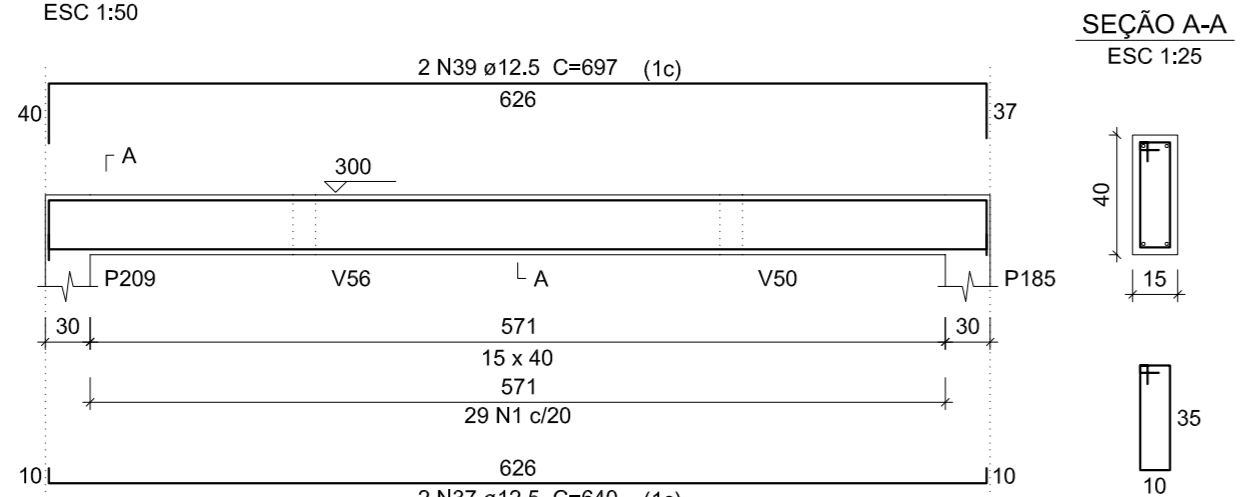 ESC 1:50
SEÇÃO A-A
ESC 1:25
2 N39 ø12.5 C=697 (1c)
626
40
37
A
300
40
P209
V56
A
V50
P185
15
30
571
30
15 x 40
571
29 N1 c/20
35
10
626
10
10
2 N37 ø12.5 C=640 (1c)